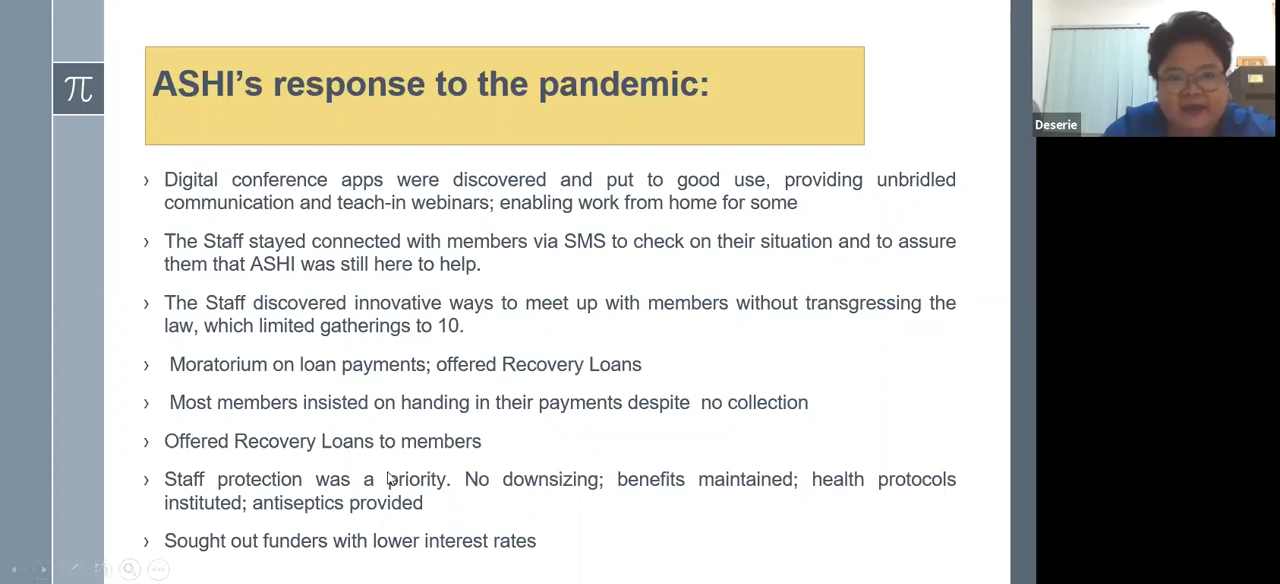 π
ASHI's response to the pandemic:
› Digital conference apps were discovered and put to good use, providing unbridled
communication and teach-in webinars; enabling work from home for some
› The Staff stayed connected with members via SMS to check on their situation and to assure
them that ASHI was still here to help.
› The Staff discovered innovative ways to meet up with members without transgressing the
law, which limited gatherings to 10.
› Moratorium on loan payments; offered Recovery Loans
› Most members insisted on handing in their payments despite no collection
› Offered Recovery Loans to members
› Staff protection was a priority. No downsizing; benefits maintained; health protocols
instituted; antiseptics provided
› Sought out funders with lower interest rates
Deserie